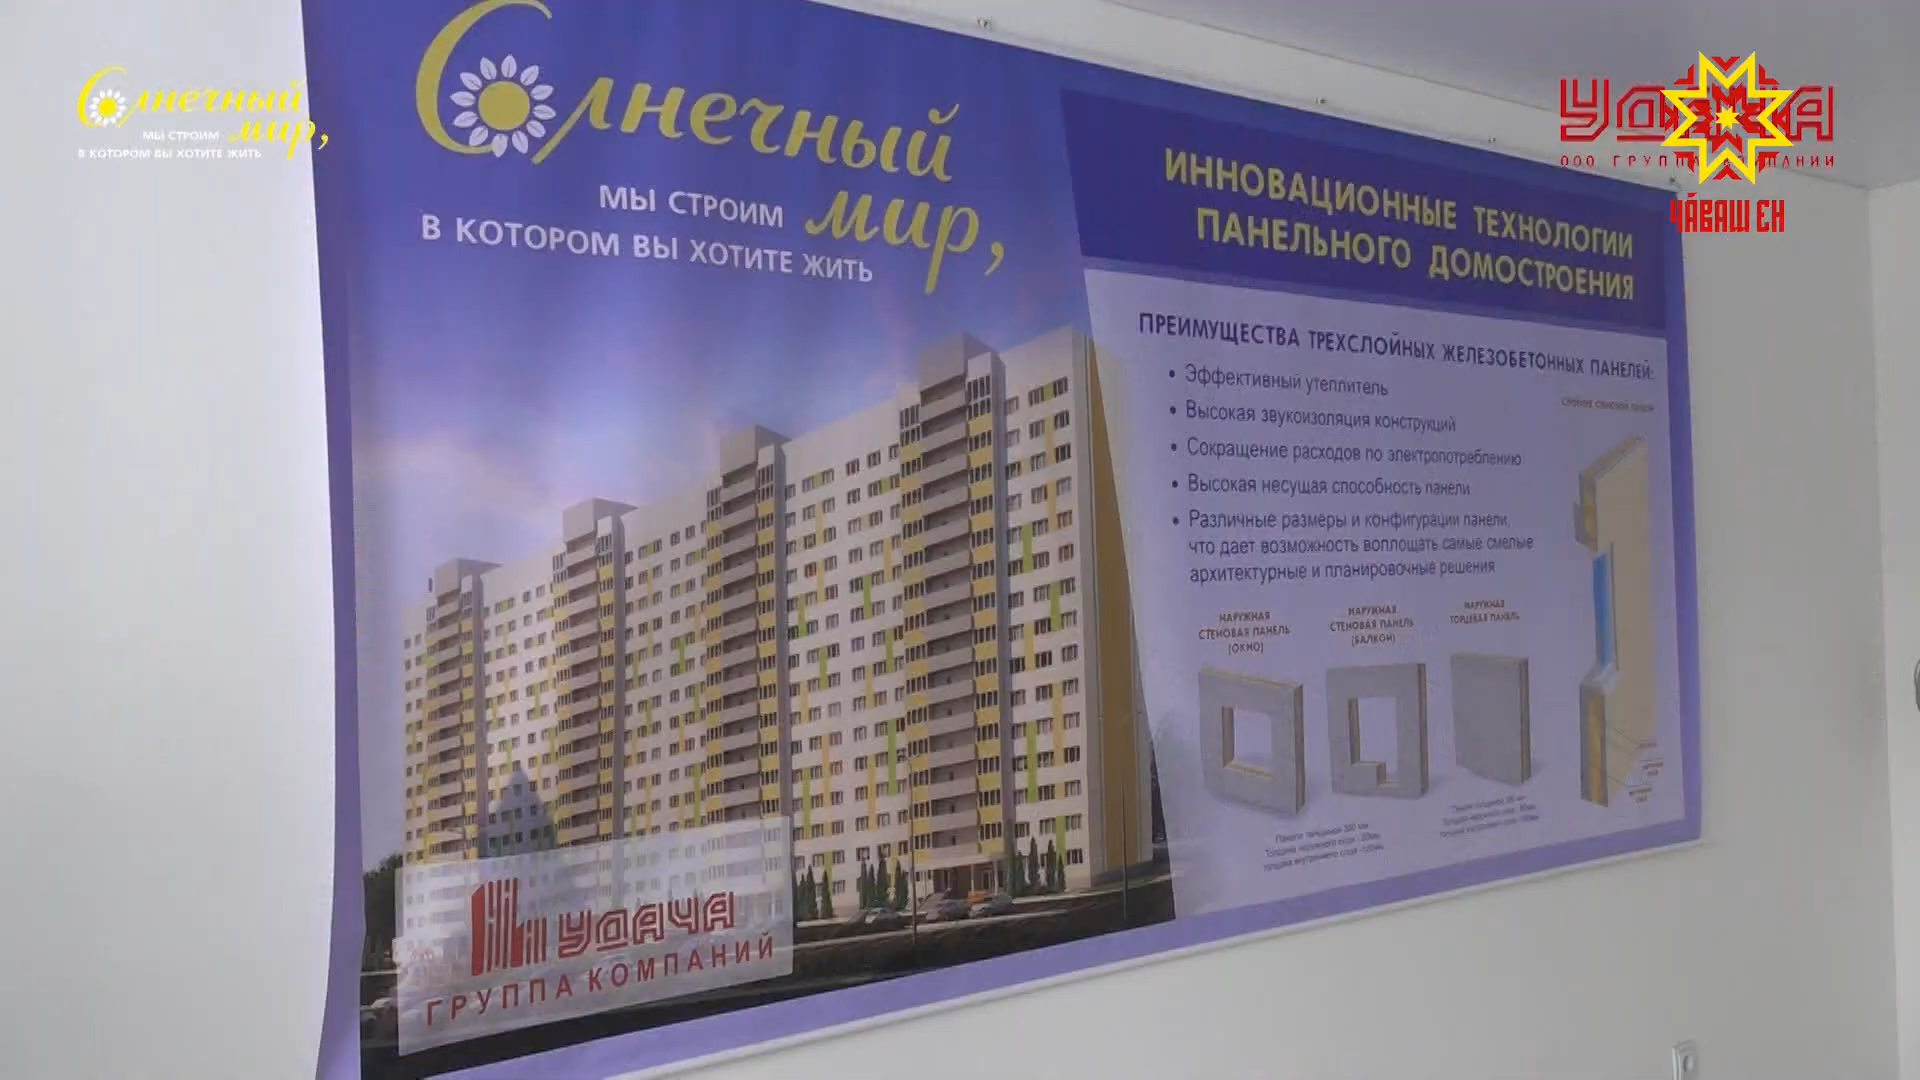 Солнечный
мы строим мир,
в котором вы хотите жить
Солнечный
мы строим мир,
в котором вы хотите жить
УДАЧА
ГРУППА КОМПАНИЙ
ИННОВАЦИОННЫЕ ТЕХНОЛОГИИ
ПАНЕЛЬНОГО ДОМОСТРОЕНИЯ
ПРЕИМУЩЕСТВА ТРЕХСЛОЙНЫХ ЖЕЛЕЗОБЕТОННЫХ ПАНЕЛЕЙ:
• Эффективный утеплитель
• Высокая звукоизоляция конструкций
• Сокращение расходов по электропотреблению
• Высокая несущая способность панели
• Различные размеры и конфигурации панели,
что дает возможность воплощать самые смелые
архитектурные и планировочные решения
НАРУЖНАЯ
СТЕНОВАЯ ПАНЕЛЬ
(ОКНО)
НАРУЖНАЯ
СТЕНОВАЯ ПАНЕЛЬ
(БАЛКОН)
НАРУЖНАЯ
ТОРЦЕВАЯ ПАНЕЛЬ
УДАЧА
ООО ГРУППА КОМПАНИИ
ЧӐВАШ ЕН